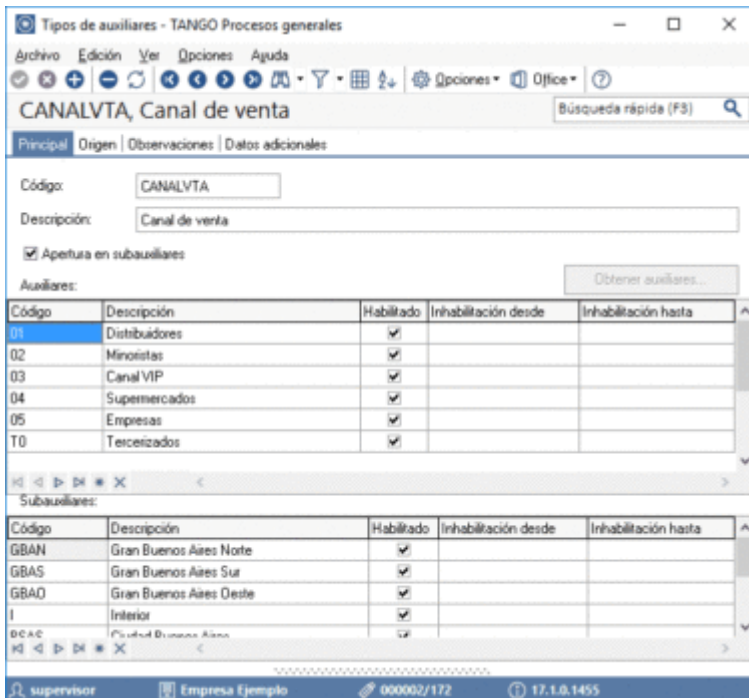 Tipos de auxiliares - TANGO Procesos generales
Archivo Edición Ver Opciones Ayuda
Opciones Office
CANALVTA, Canal de venta Búsqueda rápida (F3)
Principal Origen Observaciones Datos adicionales
Código: CANALVTA
Descripción: Canal de venta
Apertura en subauxiliares
Obtener auxiliares...
Auxiliares:
Código Descripción Habilitado Inhabilitación desde Inhabilitación hasta
01 Distribuidores
02 Minoristas
03 Canal VIP
04 Supermercados
05 Empresas
T0 Tercerizados
Subauxiliares:
Código Descripción Habilitado Inhabilitación desde Inhabilitación hasta
GBAN Gran Buenos Aires Norte
GBAS Gran Buenos Aires Sur
GBAO Gran Buenos Aires Oeste
I Interior
BSAS Ciudad Buenos Aires
supervisor Empresa Ejemplo 000002/172 17.1.0.1455